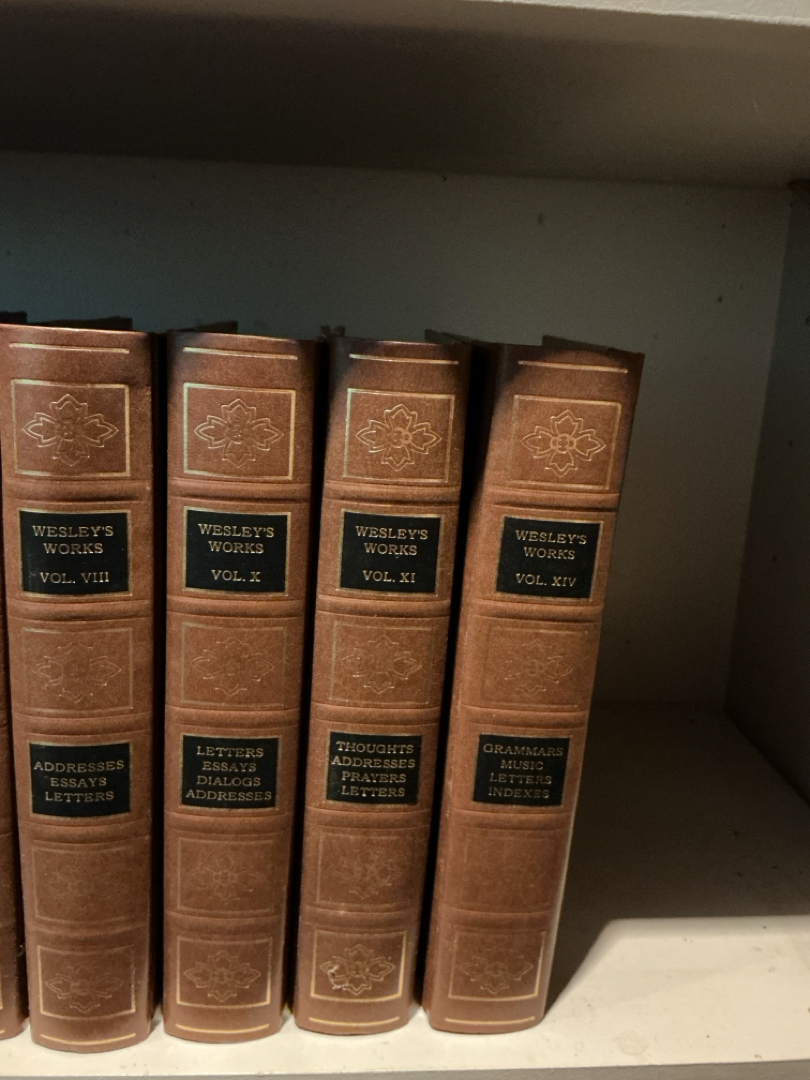 WESLEY'S
WORKS
VOL. VIII
ADDRESSES
ESSAYS
LETTERS
WESLEY'S
WORKS
VOL. X
LETTERS
ESSAYS
DIALOGS
ADDRESSES
WESLEY'S
WORKS
VOL. XI
THOUGHTS
ADDRESSES
PRAYERS
LETTERS
WESLEY'S
WORKS
VOL. XIV
GRAMMARS
MUSIC
LETTERS
INDEXES